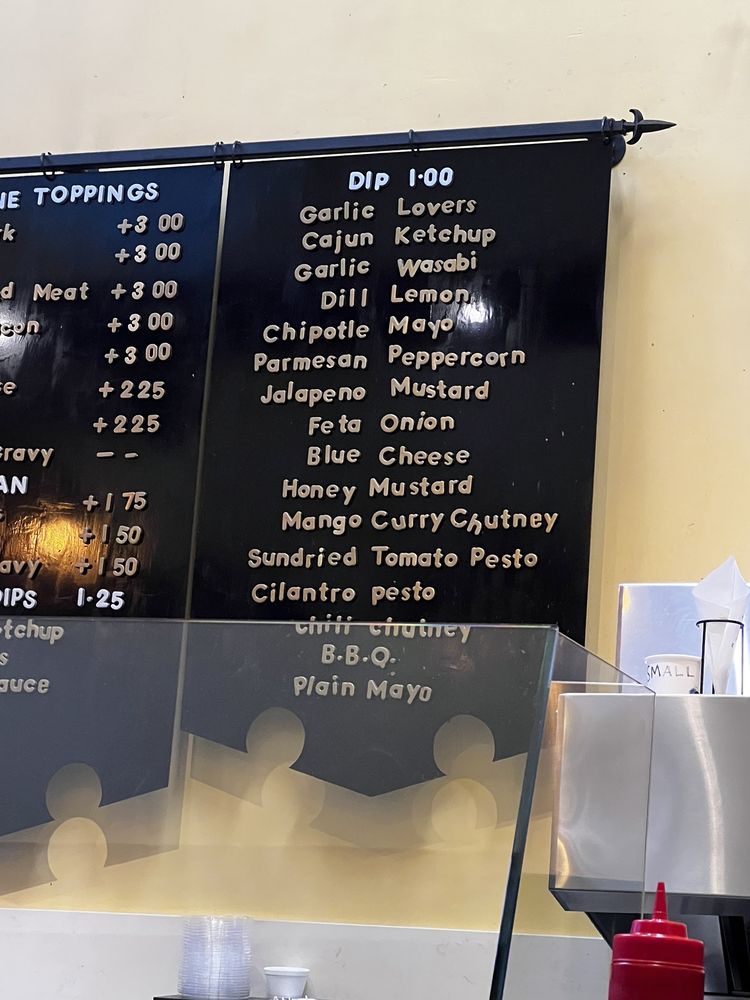 TOPPINGS
+3 00
+3 00
Meat +3 00
+3 00
+3 00
+2 25
+2 25
Gravy --
+1 75
+1 50
+1 50
DIPS 1·25
DIP 1·00
Garlic Lovers
Cajun Ketchup
Garlic Wasabi
Dill Lemon
Chipotle Mayo
Parmesan Peppercorn
Jalapeno Mustard
Feta Onion
Blue Cheese
Honey Mustard
Mango Curry Chutney
Sundried Tomato Pesto
Cilantro pesto
chili chutney
B.B.Q.
Plain Mayo
SMALL